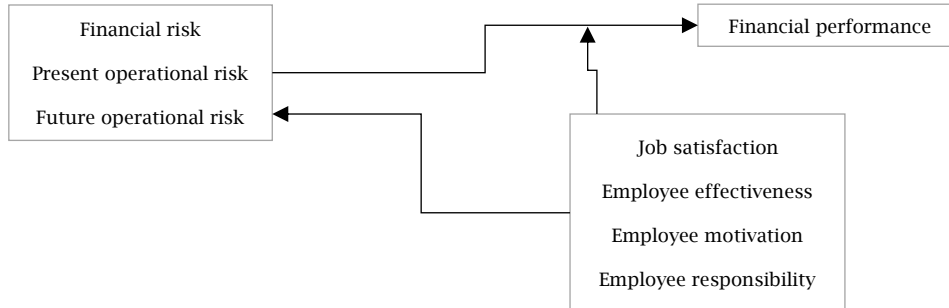 Financial risk
Present operational risk
Future operational risk
Financial performance
Job satisfaction
Employee effectiveness
Employee motivation
Employee responsibility